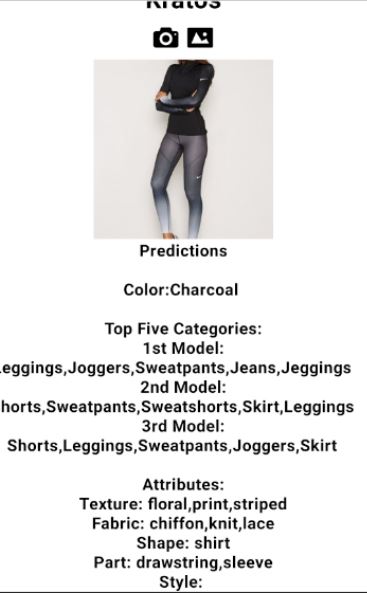 Kratos
Predictions
Color:Charcoal
Top Five Categories:
1st Model:
eggings,Joggers,Sweatpants,Jeans,Jeggings
2nd Model:
horts,Sweatpants,Sweatshorts,Skirt,Leggings
3rd Model:
Shorts,Leggings,Sweatpants,Joggers,Skirt
Attributes:
Texture: floral,print,striped
Fabric: chiffon,knit,lace
Shape: shirt
Part: drawstring,sleeve
Style: